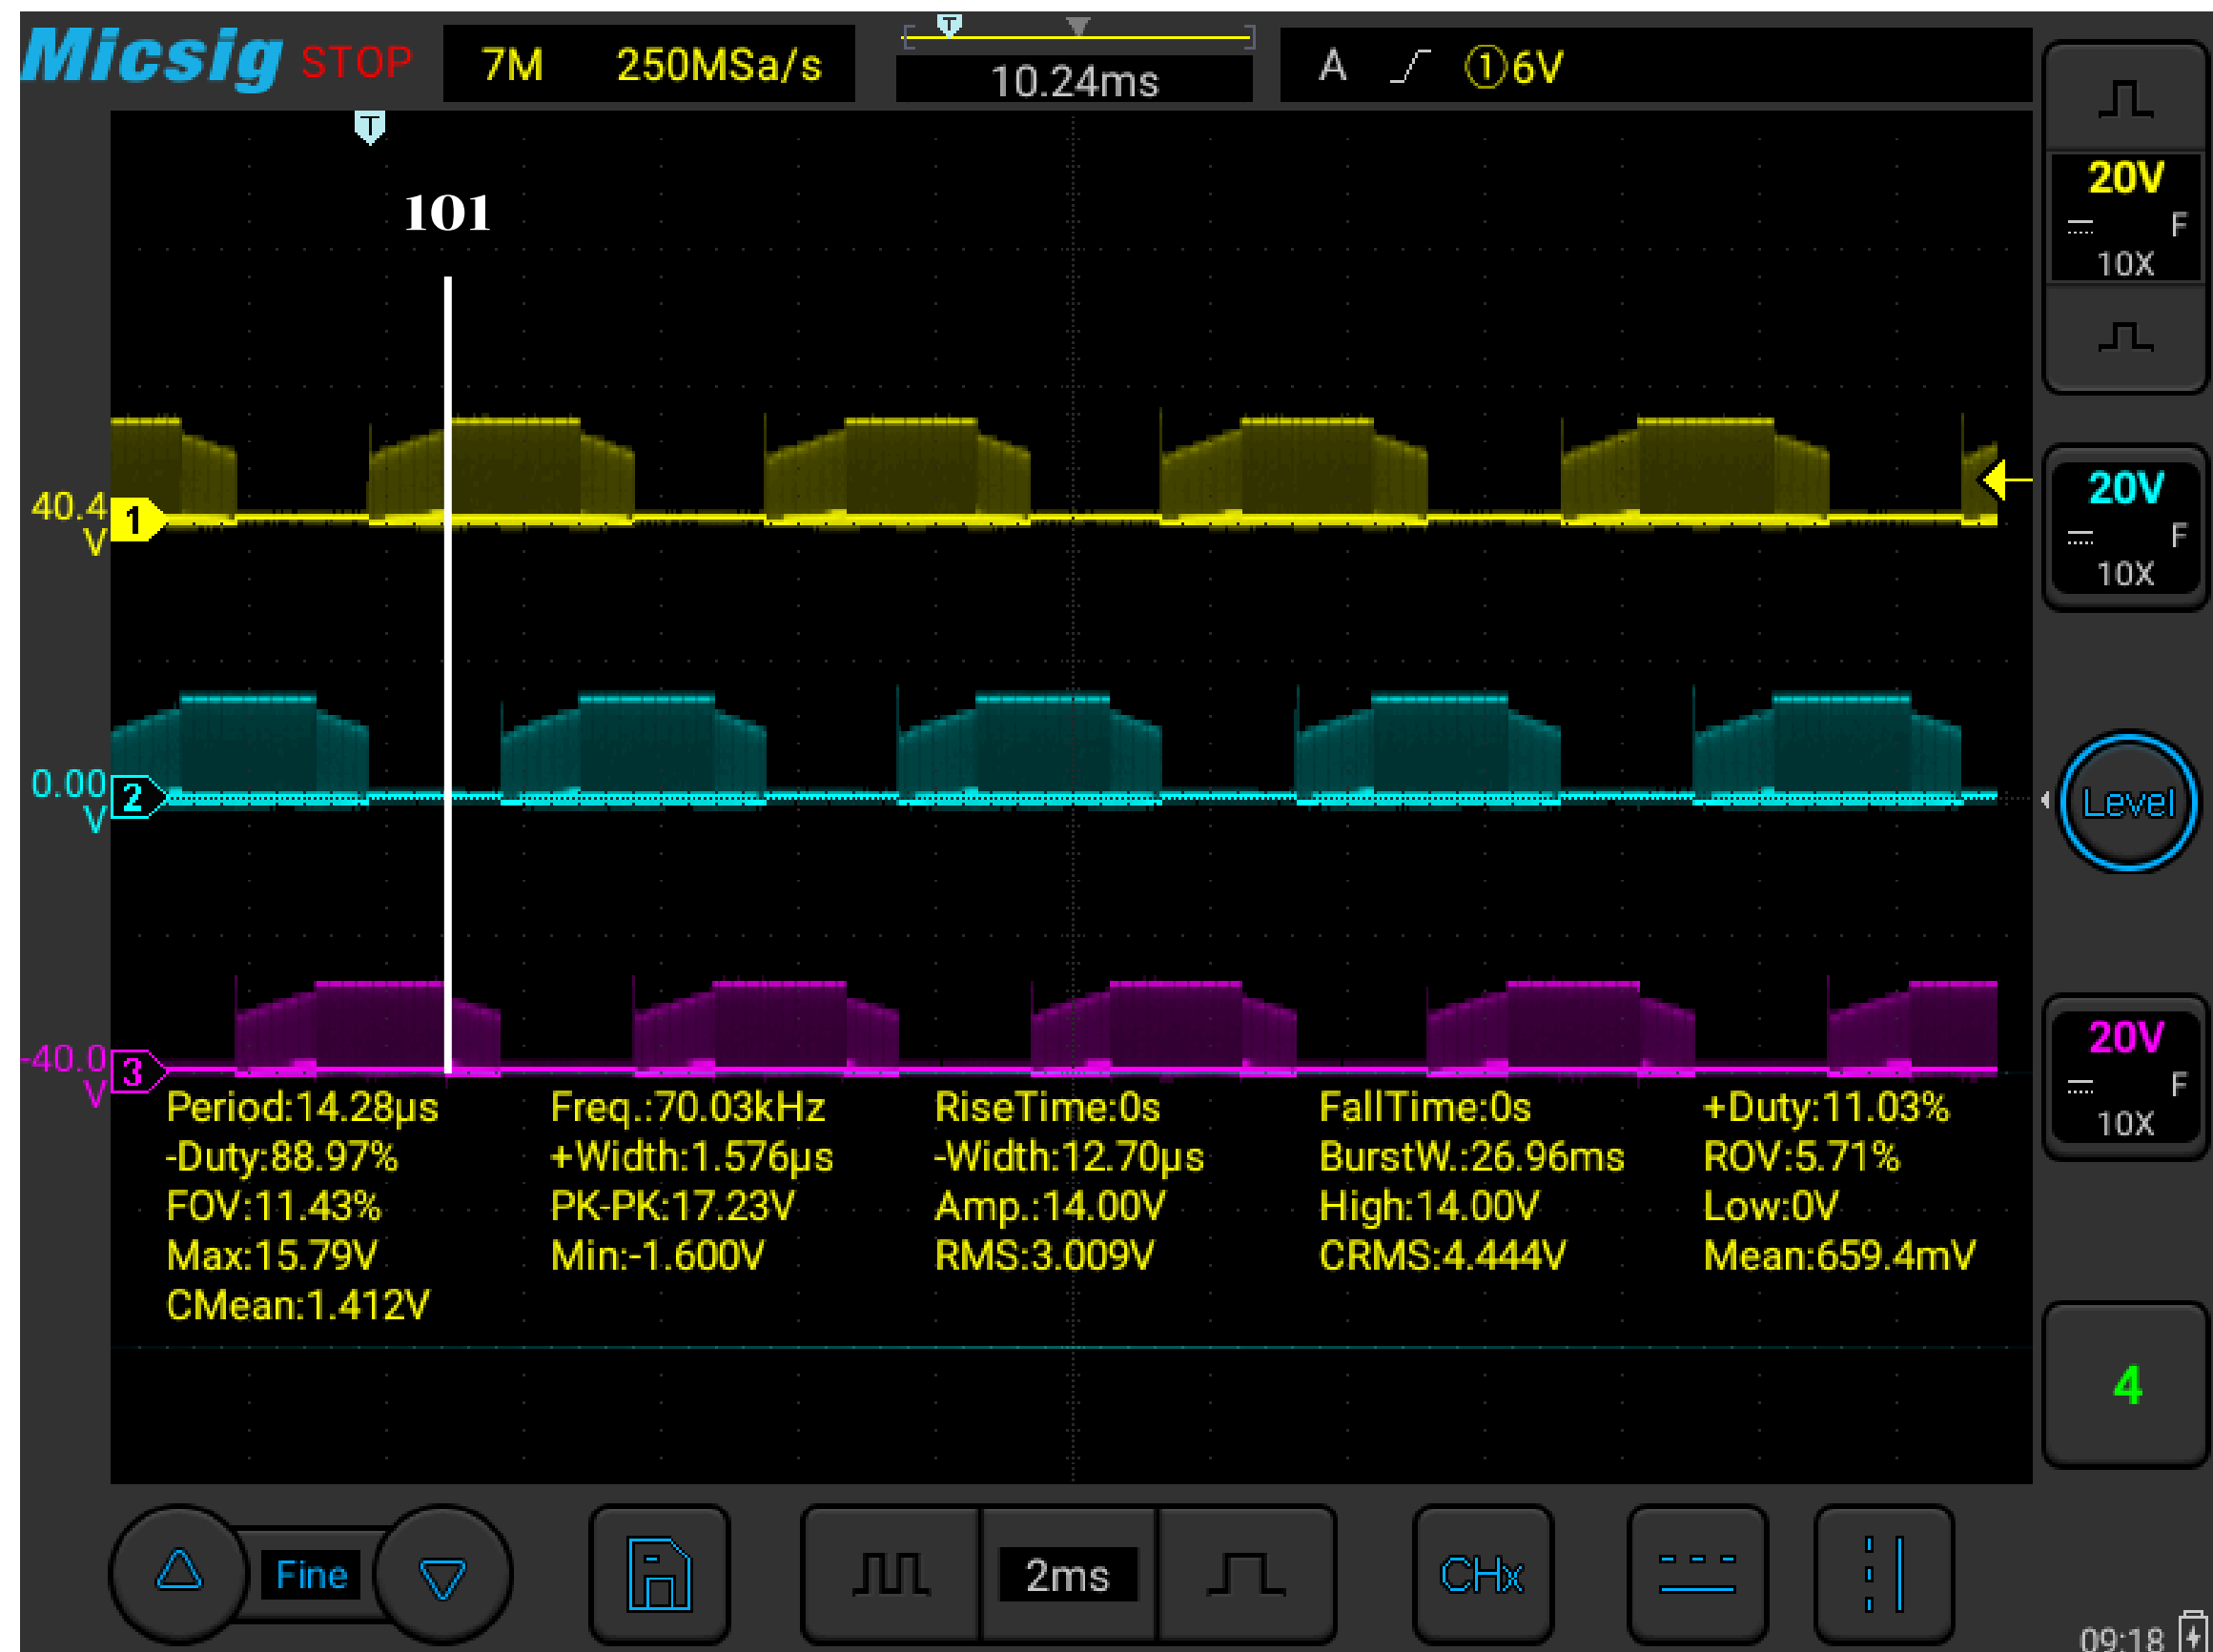 Micsig STOP 7M 250MSa/s T 10.24ms A ①6V
T
101
20V
F
10X
40.4
V
1
20V
F
10X
0.00
V
2
Level
20V
F
10X
-40.0
V
3
Period:14.28µs Freq.:70.03kHz RiseTime:0s FallTime:0s +Duty:11.03%
-Duty:88.97% +Width:1.576µs -Width:12.70µs BurstW.:26.96ms ROV:5.71%
FOV:11.43% PK-PK:17.23V Amp.:14.00V High:14.00V Low:0V
Max:15.79V Min:-1.600V RMS:3.009V CRMS:4.444V Mean:659.4mV
CMean:1.412V
4
Fine 2ms CHx
09:18